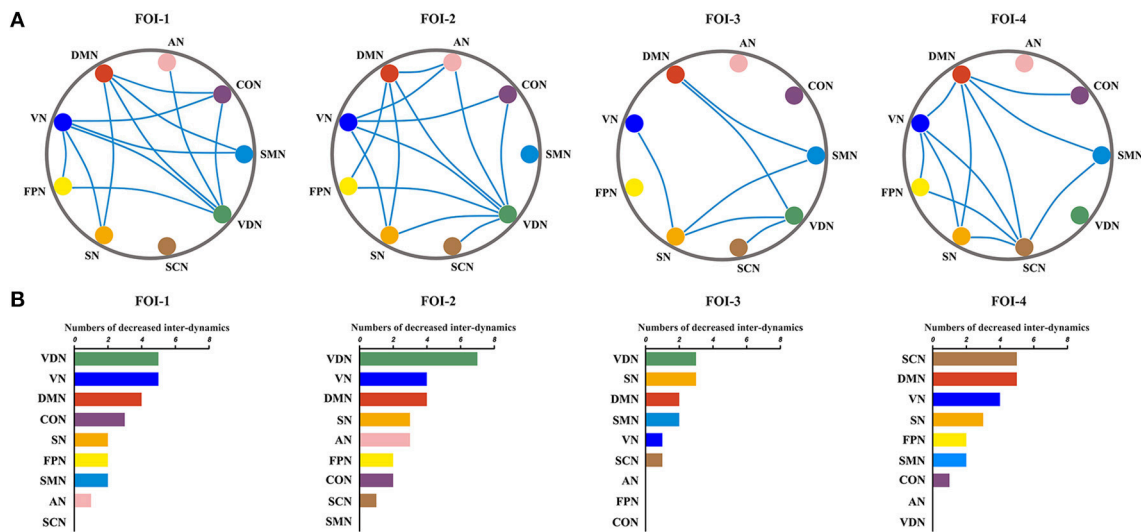 A
FOI-1
FOI-2
FOI-3
FOI-4
DMN
AN
CON
VN
SMN
FPN
VDN
SN
SCN
DMN
AN
CON
VN
SMN
FPN
VDN
SN
SCN
DMN
AN
CON
VN
SMN
FPN
VDN
SN
SCN
DMN
AN
CON
VN
SMN
FPN
VDN
SN
SCN
B
FOI-1
Numbers of decreased inter-dynamics
0 2 4 6 8
VDN
VN
DMN
CON
SN
FPN
SMN
AN
SCN
FOI-2
Numbers of decreased inter-dynamics
0 2 4 6 8
VDN
VN
DMN
SN
AN
FPN
CON
SCN
SMN
FOI-3
Numbers of decreased inter-dynamics
0 2 4 6 8
VDN
SN
DMN
SMN
VN
SCN
AN
FPN
CON
FOI-4
Numbers of decreased inter-dynamics
0 2 4 6 8
SCN
DMN
VN
SN
FPN
SMN
CON
AN
VDN